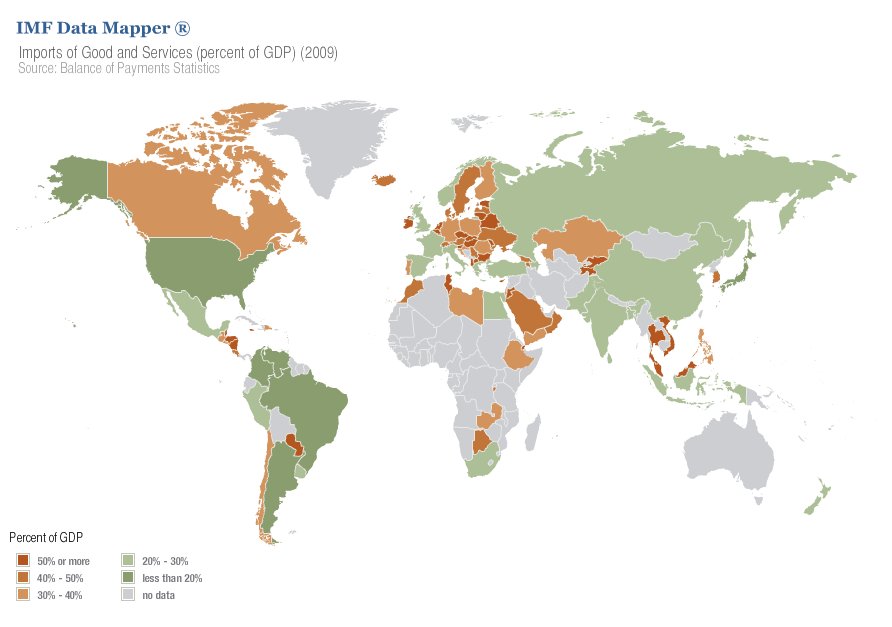 IMF Data Mapper ®
Imports of Good and Services (percent of GDP) (2009)
Source: Balance of Payments Statistics
Percent of GDP
50% or more
40% - 50%
30% - 40%
20% - 30%
less than 20%
no data